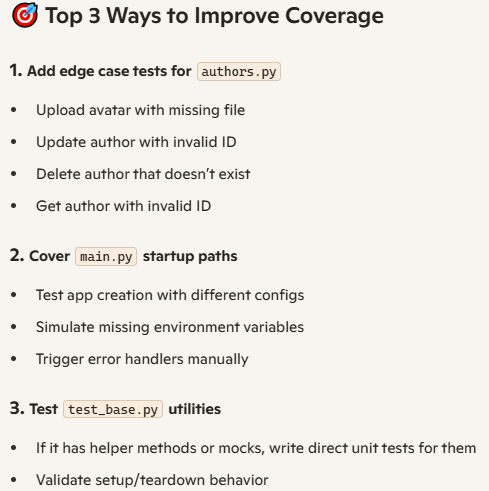 🎯 Top 3 Ways to Improve Coverage
1. Add edge case tests for authors.py
• Upload avatar with missing file
• Update author with invalid ID
• Delete author that doesn't exist
• Get author with invalid ID
2. Cover main.py startup paths
• Test app creation with different configs
• Simulate missing environment variables
• Trigger error handlers manually
3. Test test_base.py utilities
• If it has helper methods or mocks, write direct unit tests for them
• Validate setup/teardown behavior